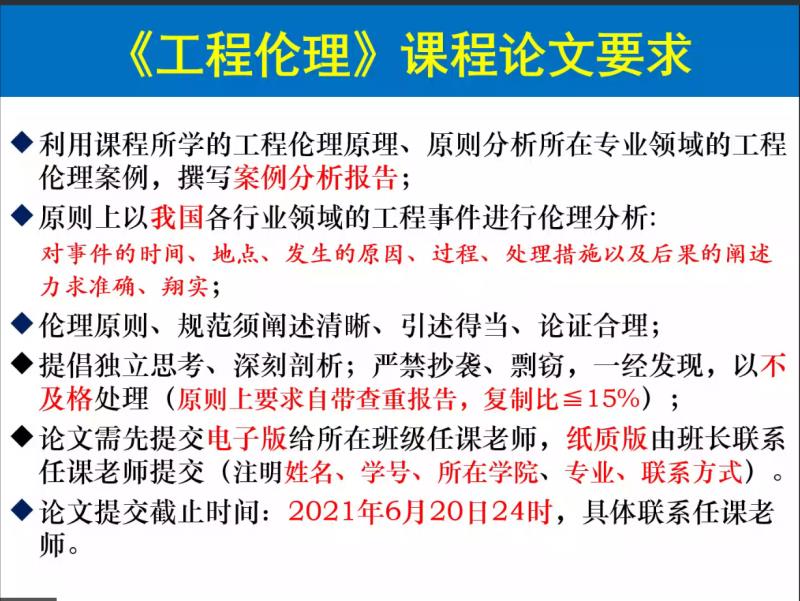 《工程伦理》课程论文要求
◆利用课程所学的工程伦理原理、原则分析所在专业领域的工程
伦理案例，撰写案例分析报告；
◆原则上以我国各行业领域的工程事件进行伦理分析:
对事件的时间、地点、发生的原因、过程、处理措施以及后果的阐述
力求准确、翔实；
◆伦理原则、规范须阐述清晰、引述得当、论证合理；
◆提倡独立思考、深刻剖析；严禁抄袭、剽窃，一经发现，以不
及格处理（原则上要求自带查重报告，复制比≦15%）；
◆论文需先提交电子版给所在班级任课老师，纸质版由班长联系
任课老师提交（注明姓名、学号、所在学院、专业、联系方式）。
◆论文提交截止时间：2021年6月20日24时，具体联系任课老
师。